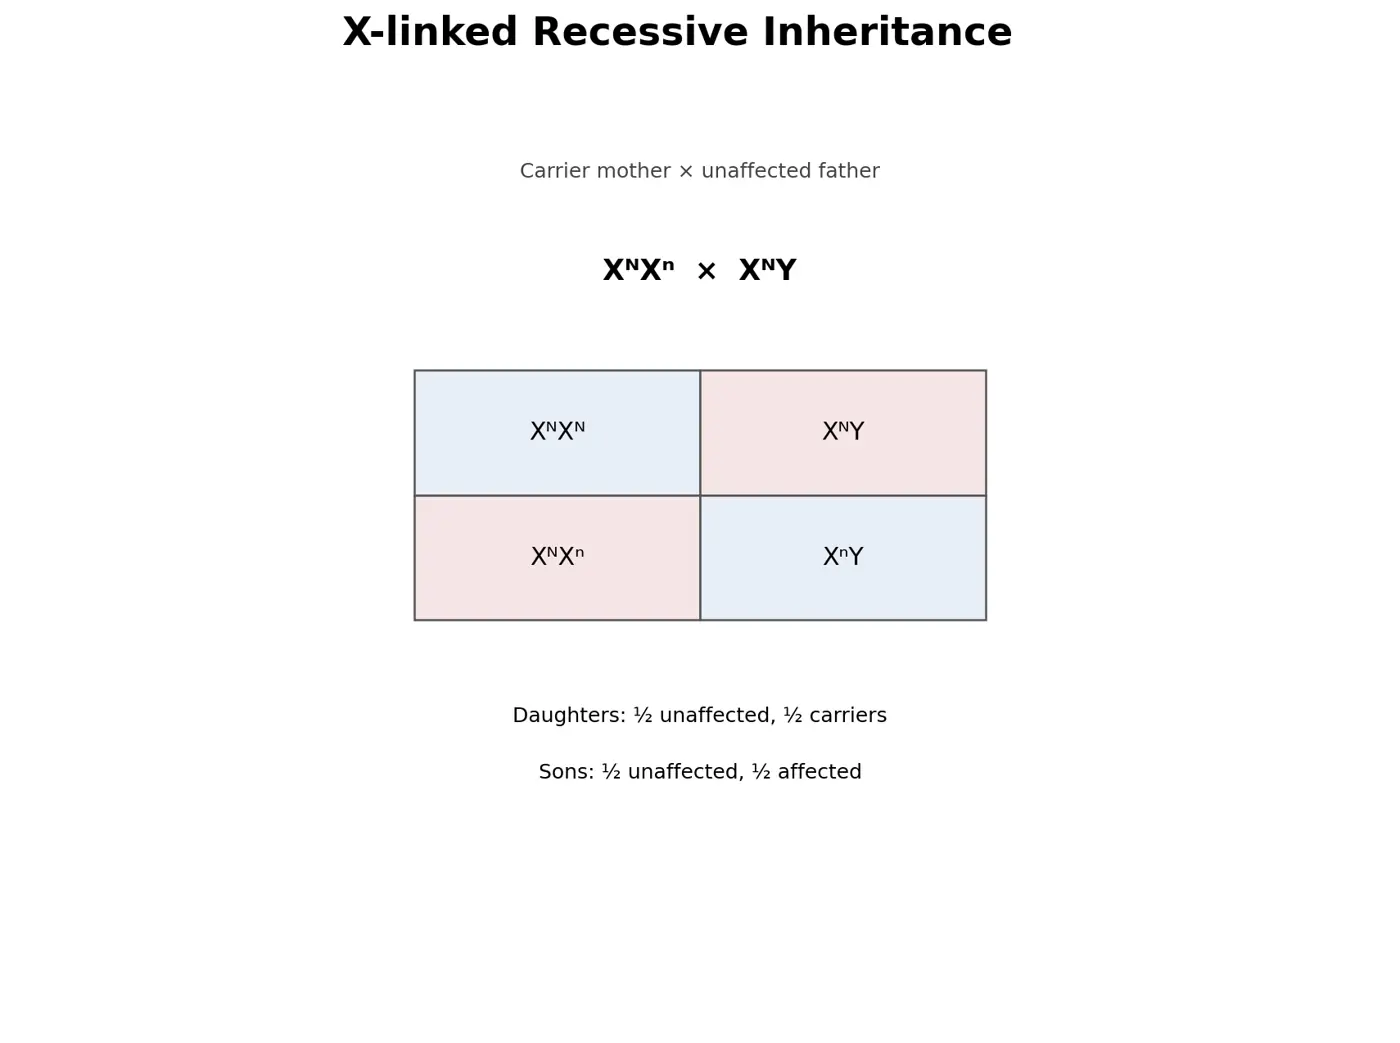 X-linked Recessive Inheritance
Carrier mother × unaffected father
XᴺXⁿ × XᴺY
XᴺXᴺ XᴺY
XᴺXⁿ XⁿY
Daughters: ½ unaffected, ½ carriers
Sons: ½ unaffected, ½ affected